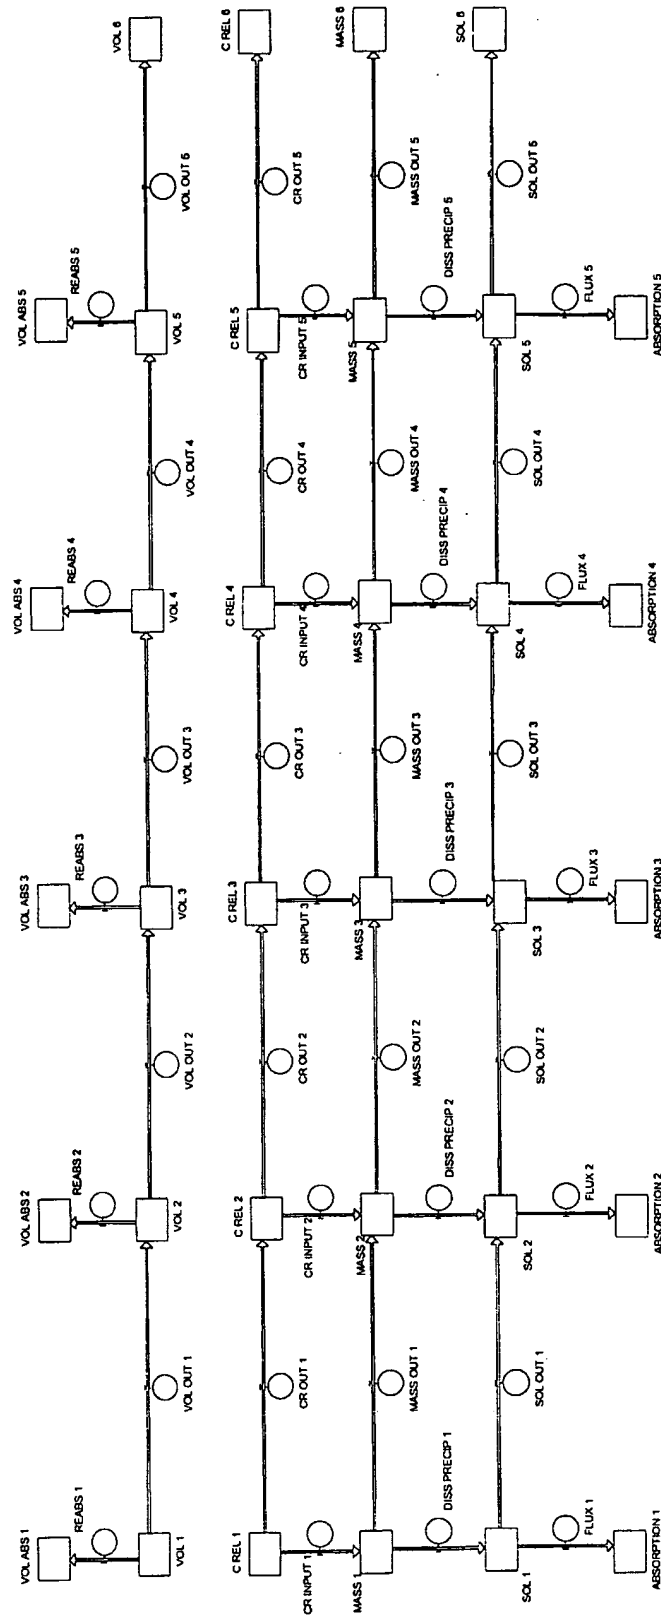 VOL ABS 1
VOL ABS 2
VOL ABS 3
VOL ABS 4
VOL ABS 5
REABS 1
REABS 2
REABS 3
REABS 4
REABS 5
VOL 1
VOL 2
VOL 3
VOL 4
VOL 5
VOL 6
VOL OUT 1
VOL OUT 2
VOL OUT 3
VOL OUT 4
VOL OUT 5
C REL 1
C REL 2
C REL 3
C REL 4
C REL 5
C REL 6
CR OUT 1
CR OUT 2
CR OUT 3
CR OUT 4
CR OUT 5
CR INPUT 1
CR INPUT 2
CR INPUT 3
CR INPUT 4
CR INPUT 5
MASS 1
MASS 2
MASS 3
MASS 4
MASS 5
MASS 6
MASS OUT 1
MASS OUT 2
MASS OUT 3
MASS OUT 4
MASS OUT 5
DISS PRECIP 1
DISS PRECIP 2
DISS PRECIP 3
DISS PRECIP 4
DISS PRECIP 5
SOL 1
SOL 2
SOL 3
SOL 4
SOL 5
SOL 6
SOL OUT 1
SOL OUT 2
SOL OUT 3
SOL OUT 4
SOL OUT 5
FLUX 1
FLUX 2
FLUX 3
FLUX 4
FLUX 5
ABSORPTION 1
ABSORPTION 2
ABSORPTION 3
ABSORPTION 4
ABSORPTION 5